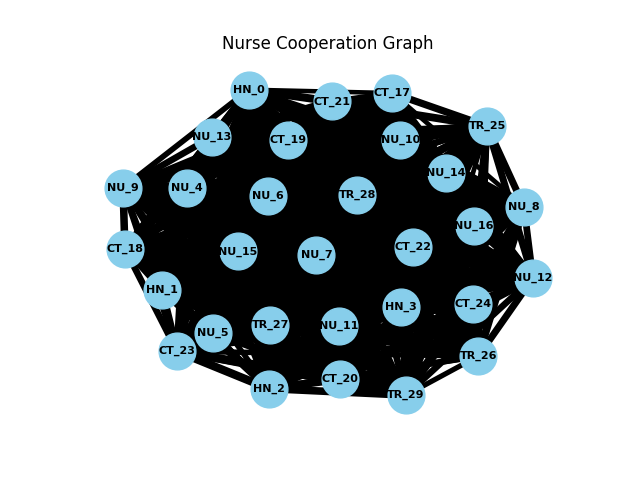 Nurse Cooperation Graph
HN_0
CT_21
CT_17
NU_13
CT_19
NU_10
TR_25
NU_14
NU_9
NU_4
NU_6
TR_28
NU_8
NU_16
CT_18
NU_15
NU_7
CT_22
NU_12
HN_1
HN_3
CT_24
NU_5
TR_27
NU_11
CT_23
TR_26
HN_2
CT_20
TR_29